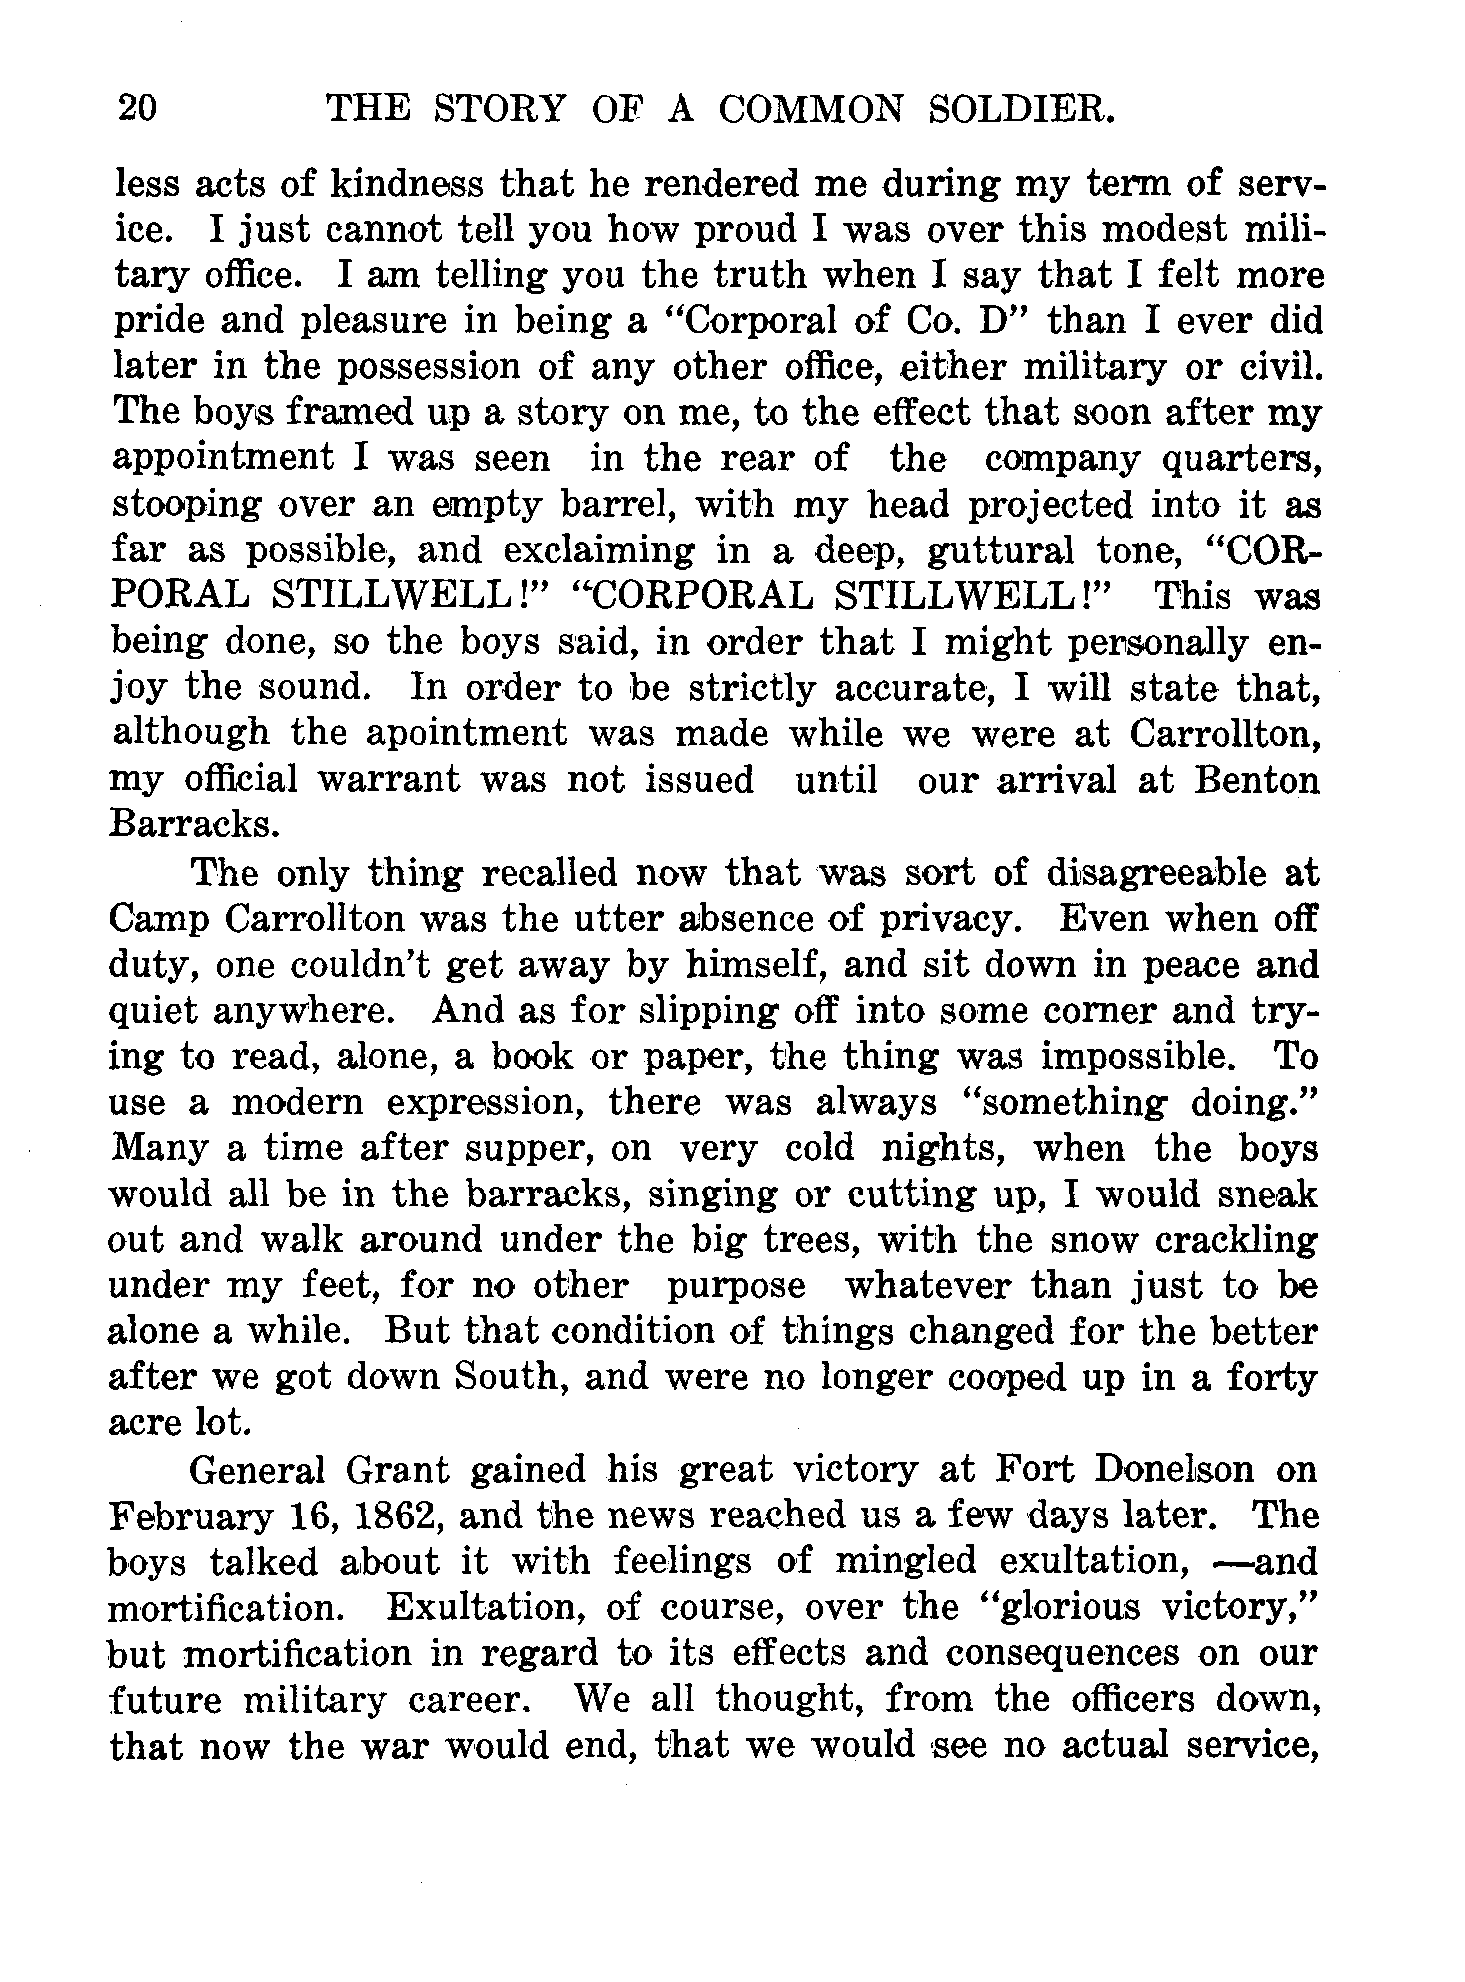 20 THE STORY OF A COMMON SOLDIER.
less acts of kindness that he rendered me during my term of serv-
ice. I just cannot tell you how proud I was over this modest mili-
tary office. I am telling you the truth when I say that I felt more
pride and pleasure in being a “Corporal of Co. D” than I ever did
later in the possession of any other office, either military or civil.
The boys framed up a story on me, to the effect that soon after my
appointment I was seen in the rear of the company quarters,
stooping over an empty barrel, with my head projected into it as
far as possible, and exclaiming in a deep, guttural tone, “COR-
PORAL STILLWELL!” “CORPORAL STILLWELL!” This was
being done, so the boys said, in order that I might personally en-
joy the sound. In order to be strictly accurate, I will state that,
although the apointment was made while we were at Carrollton,
my official warrant was not issued until our arrival at Benton
Barracks.
The only thing recalled now that was sort of disagreeable at
Camp Carrollton was the utter absence of privacy. Even when off
duty, one couldn’t get away by himself, and sit down in peace and
quiet anywhere. And as for slipping off into some corner and try-
ing to read, alone, a book or paper, the thing was impossible. To
use a modern expression, there was always “something doing.”
Many a time after supper, on very cold nights, when the boys
would all be in the barracks, singing or cutting up, I would sneak
out and walk around under the big trees, with the snow crackling
under my feet, for no other purpose whatever than just to be
alone a while. But that condition of things changed for the better
after we got down South, and were no longer cooped up in a forty
acre lot.
General Grant gained his great victory at Fort Donelson on
February 16, 1862, and the news reached us a few days later. The
boys talked about it with feelings of mingled exultation, —and
mortification. Exultation, of course, over the “glorious victory,”
but mortification in regard to its effects and consequences on our
future military career. We all thought, from the officers down,
that now the war would end, that we would see no actual service,